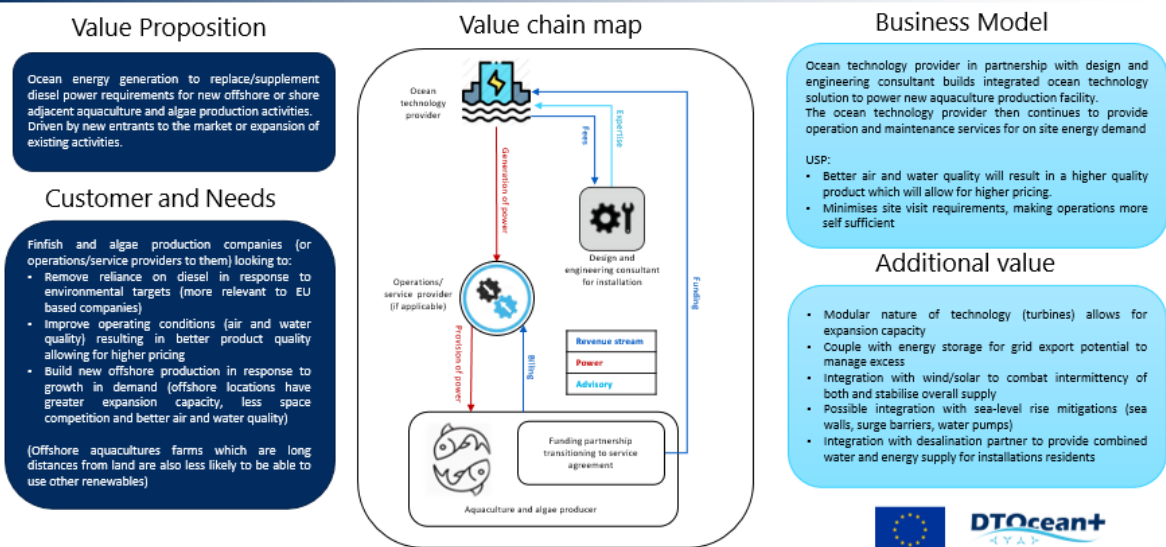 Value Proposition
Ocean energy generation to replace/supplement
diesel power requirements for new offshore or shore
adjacent aquaculture and algae production activities.
Driven by new entrants to the market or expansion of
existing activities.
Customer and Needs
Finfish and algae production companies (or
operations/service providers to them) looking to:
• Remove reliance on diesel in response to
environmental targets (more relevant to EU
based companies)
• Improve operating conditions (air and water
quality) resulting in better product quality
allowing for higher pricing
• Build new offshore production in response to
growth in demand (offshore locations have
greater expansion capacity, less space
competition and better air and water quality)
(Offshore aquacultures farms which are long
distances from land are also less likely to be able to
use other renewables)
Value chain map
Ocean
technology
provider
Fees
Expertise
Generation of power
Design and
engineering consultant
for installation
Operations/
service provider
(if applicable)
Funding
Revenue stream
Power
Advisory
Provision of power
Billing
Funding partnership
transitioning to service
agreement
Aquaculture and algae producer
Business Model
Ocean technology provider in partnership with design and
engineering consultant builds integrated ocean technology
solution to power new aquaculture production facility.
The ocean technology provider then continues to provide
operation and maintenance services for on site energy demand
USP:
• Better air and water quality will result in a higher quality
product which will allow for higher pricing.
• Minimises site visit requirements, making operations more
self sufficient
Additional value
• Modular nature of technology (turbines) allows for
expansion capacity
• Couple with energy storage for grid export potential to
manage excess
• Integration with wind/solar to combat intermittency of
both and stabilise overall supply
• Possible integration with sea-level rise mitigations (sea
walls, surge barriers, water pumps)
• Integration with desalination partner to provide combined
water and energy supply for installations residents
DTOcean+